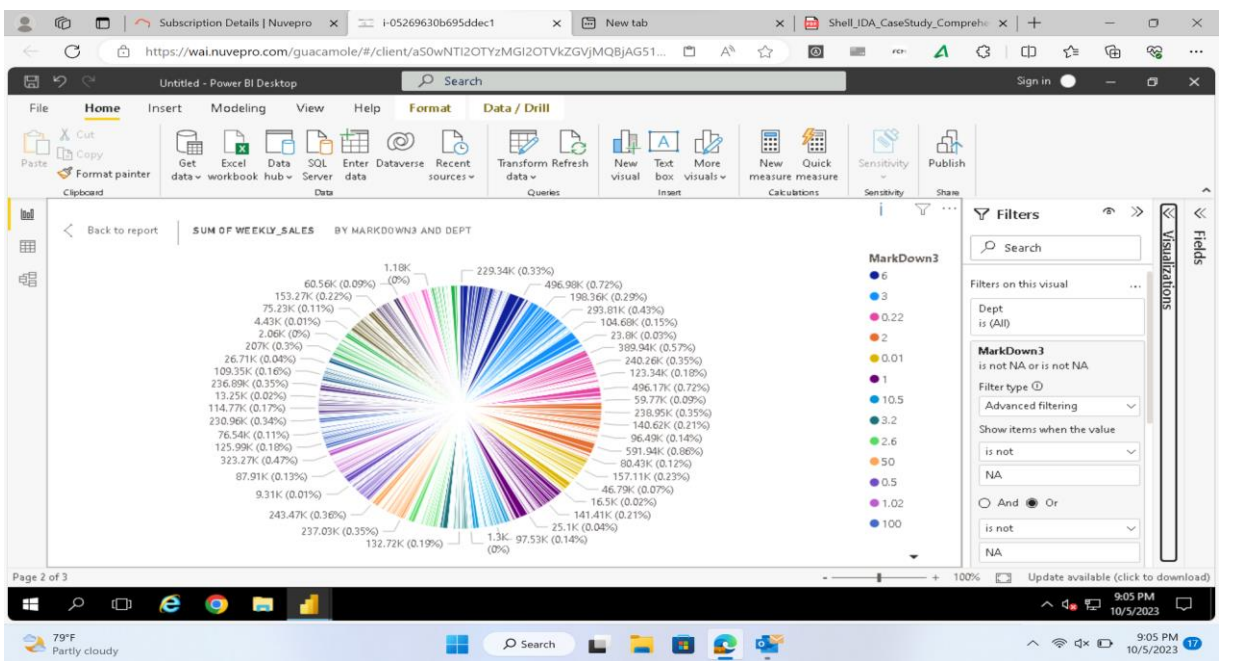 Subscription Details | Nuvepro
i-05269630b695ddec1
New tab
Shell_IDA_CaseStudy_Comprehe
https://wai.nuvepro.com/guacamole/#/client/aS0wNTI2OTYzMGI2OTVkZGVjMQBjAG51...
Untitled - Power BI Desktop
Search
Sign in
File Home Insert Modeling View Help Format Data / Drill
Paste
Cut
Copy
Format painter
Clipboard
Get data
Excel workbook
Data hub
SQL Server
Enter data
Dataverse
Recent sources
Data
Transform data
Refresh
Queries
New visual
Text box
More visuals
Insert
New measure
Quick measure
Calculations
Sensitivity
Sensitivity
Publish
Share
Back to report
SUM OF WEEKLY_SALES BY MARKDOWN3 AND DEPT
1.18K (0%)
60.56K (0.09%)
153.27K (0.22%)
75.23K (0.11%)
4.43K (0.01%)
2.06K (0%)
207K (0.3%)
26.71K (0.04%)
109.35K (0.16%)
236.89K (0.35%)
13.25K (0.02%)
114.77K (0.17%)
230.96K (0.34%)
76.54K (0.11%)
125.99K (0.18%)
323.27K (0.47%)
87.91K (0.13%)
9.31K (0.01%)
243.47K (0.36%)
237.03K (0.35%)
132.72K (0.19%)
229.34K (0.33%)
496.98K (0.72%)
198.36K (0.29%)
293.81K (0.43%)
104.68K (0.15%)
23.8K (0.03%)
389.94K (0.57%)
240.26K (0.35%)
123.34K (0.18%)
496.17K (0.72%)
59.77K (0.09%)
238.95K (0.35%)
140.62K (0.21%)
96.49K (0.14%)
591.94K (0.86%)
80.43K (0.12%)
157.11K (0.23%)
46.79K (0.07%)
16.5K (0.02%)
141.41K (0.21%)
25.1K (0.04%)
97.53K (0.14%)
1.3K (0%)
MarkDown3
6
3
0.22
2
0.01
1
10.5
3.2
2.6
50
0.5
1.02
100
Filters
Search
Filters on this visual
Dept
is (All)
MarkDown3
is not NA or is not NA
Filter type
Advanced filtering
Show items when the value
is not
NA
And Or
is not
NA
Visualizations
Fields
Page 2 of 3
- + 100%
Update available (click to download)
9:05 PM
10/5/2023
79°F
Partly cloudy
Search
9:05 PM
10/5/2023
17